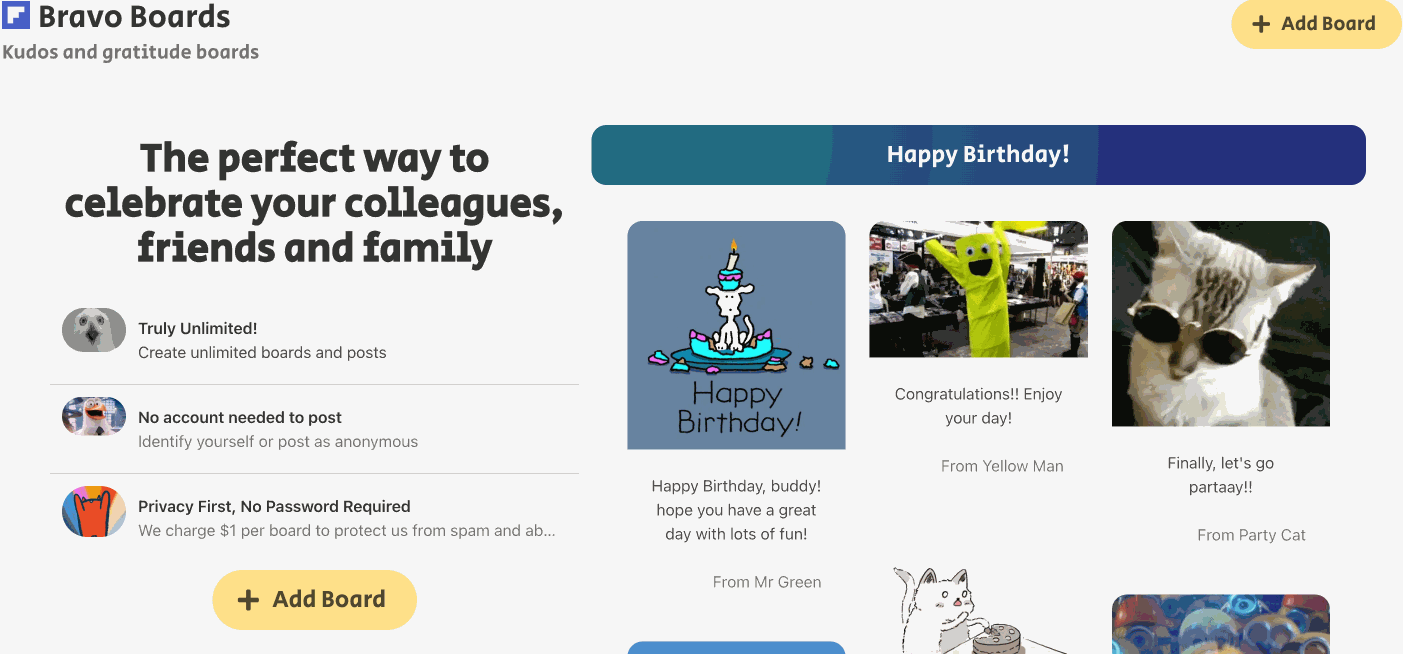 Bravo Boards
Kudos and gratitude boards
Add Board
The perfect way to
celebrate your colleagues,
friends and family
Truly Unlimited!
Create unlimited boards and posts
No account needed to post
Identify yourself or post as anonymous
Privacy First, No Password Required
We charge $1 per board to protect us from spam and ab...
Add Board
Happy Birthday!
Happy
Birthday!
Happy Birthday, buddy!
hope you have a great
day with lots of fun!
From Mr Green
Congratulations!! Enjoy
your day!
From Yellow Man
Finally, let's go
partaay!!
From Party Cat